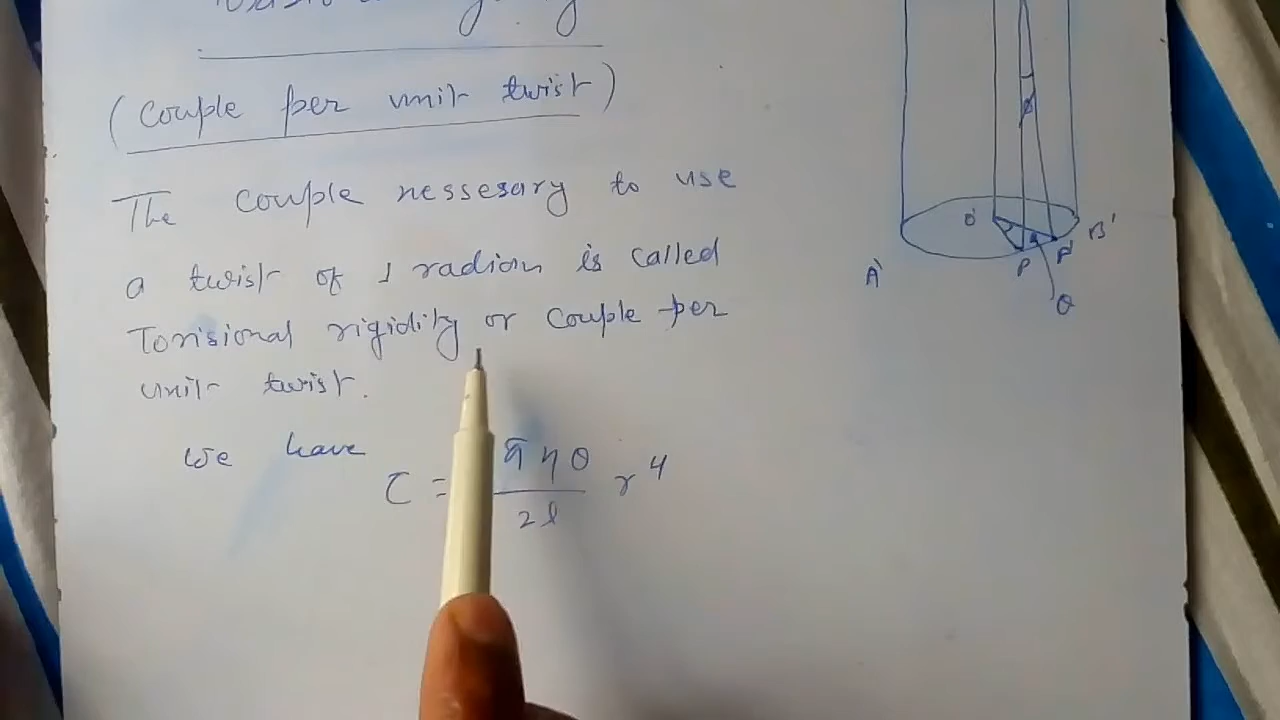 (Couple per unit twist)
The couple nessesary to use
a twist of 1 radian is called
Torisional rigidity or couple per
unit twist.
We have
τ = πηθ/2l r⁴
O'
P
P'
B'
A'
θ
φ